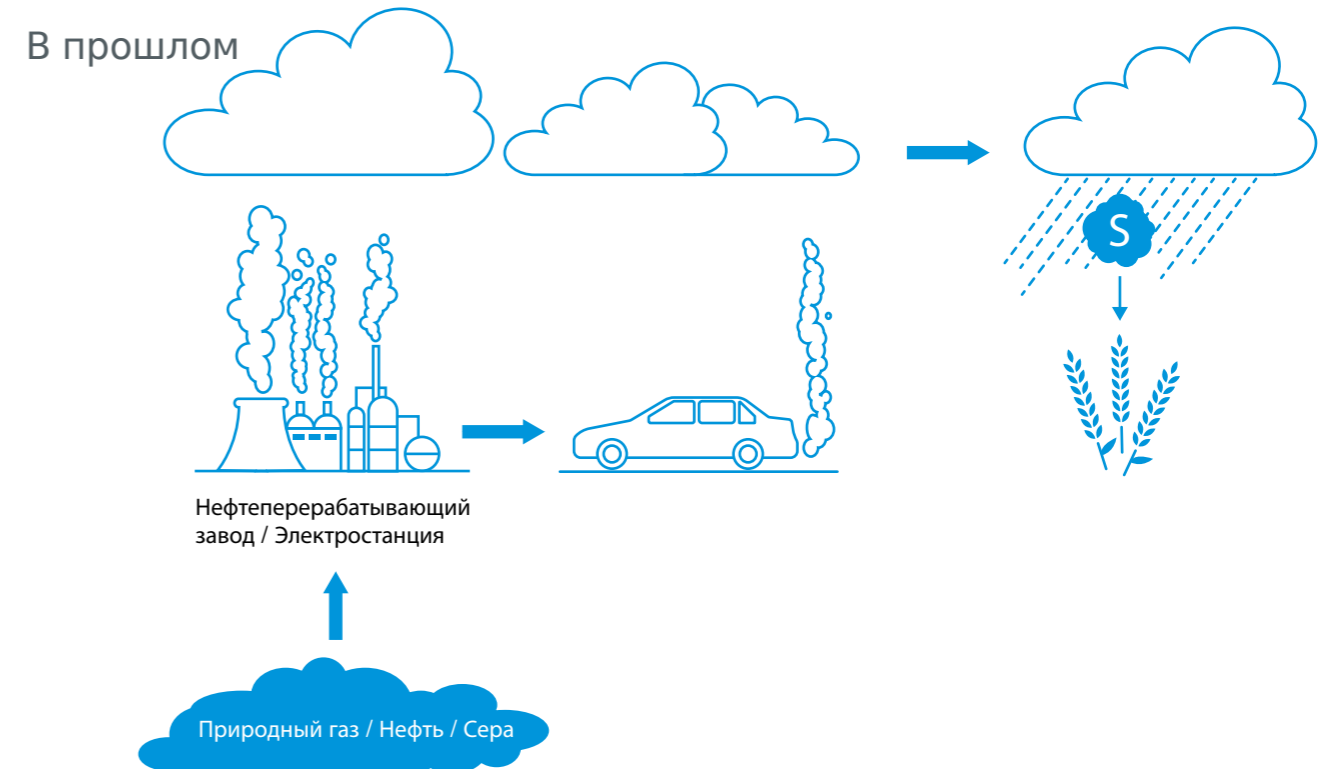 В прошлом
S
Нефтеперерабатывающий
завод / Электростанция
Природный газ / Нефть / Сера